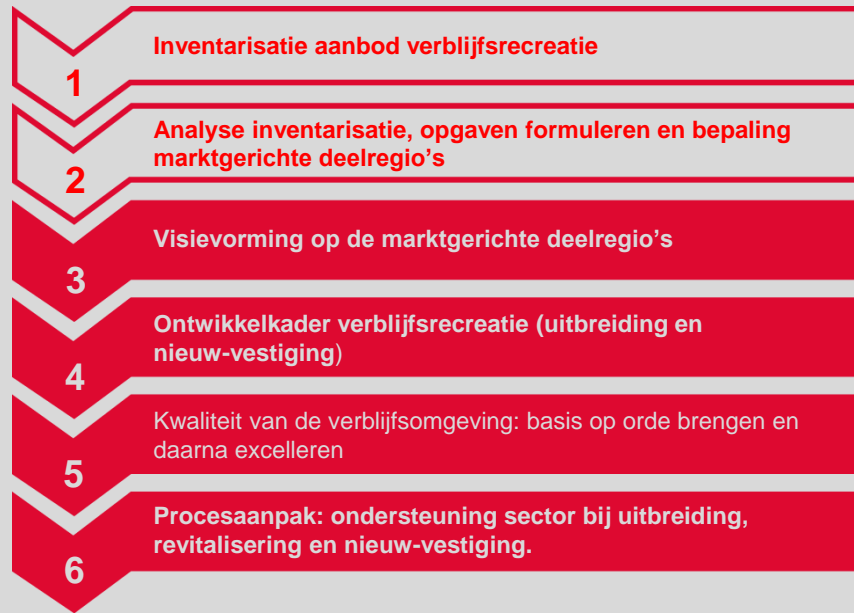 1
Inventarisatie aanbod verblijfsrecreatie
2
Analyse inventarisatie, opgaven formuleren en bepaling
marktgerichte deelregio's
3
Visievorming op de marktgerichte deelregio's
4
Ontwikkelkader verblijfsrecreatie (uitbreiding en
nieuw-vestiging)
5
Kwaliteit van de verblijfsomgeving: basis op orde brengen en
daarna excelleren
6
Procesaanpak: ondersteuning sector bij uitbreiding,
revitalisering en nieuw-vestiging.